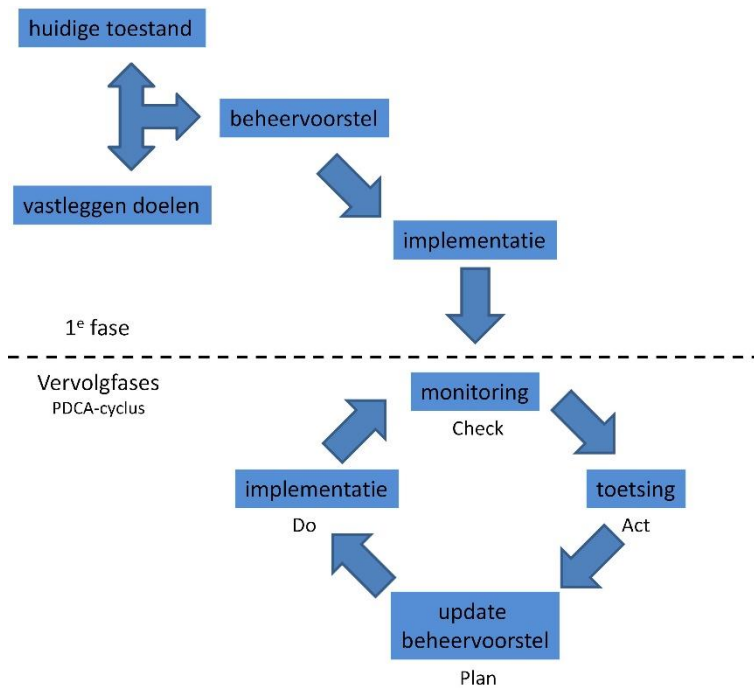 huidige toestand
beheervoorstel
vastleggen doelen
implementatie
1e fase
Vervolgfases
PDCA-cyclus
monitoring
Check
implementatie
Do
toetsing
Act
update
beheervoorstel
Plan